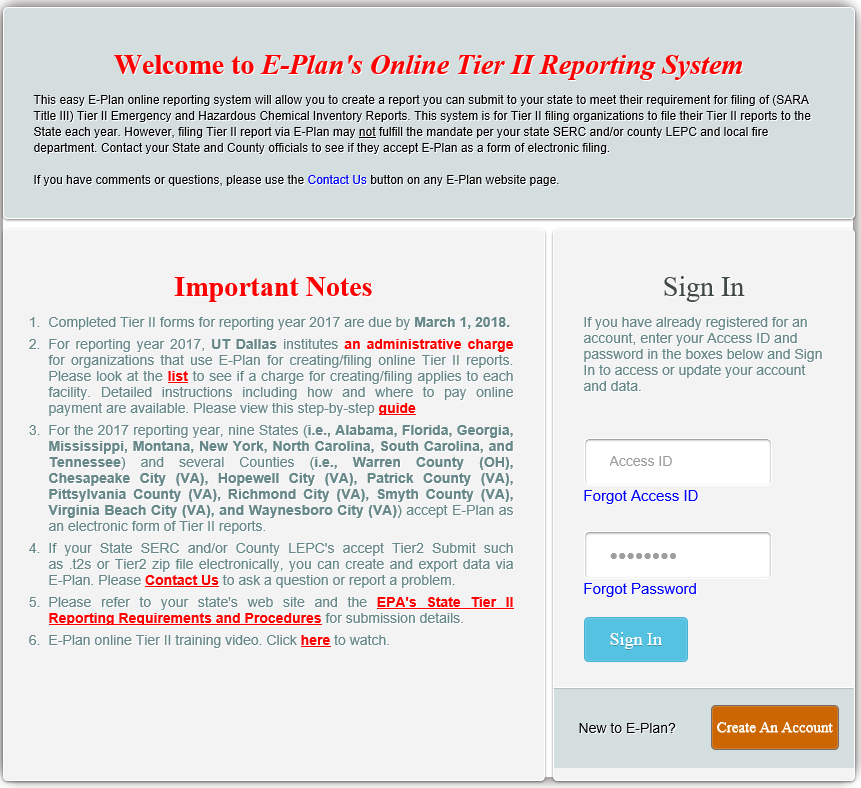 Welcome to E-Plan's Online Tier II Reporting System
This easy E-Plan online reporting system will allow you to create a report you can submit to your state to meet their requirement for filing of (SARA
Title III) Tier II Emergency and Hazardous Chemical Inventory Reports. This system is for Tier II filing organizations to file their Tier II reports to the
State each year. However, filing Tier II report via E-Plan may not fulfill the mandate per your state SERC and/or county LEPC and local fire
department. Contact your State and County officials to see if they accept E-Plan as a form of electronic filing.
If you have comments or questions, please use the Contact Us button on any E-Plan website page.
Important Notes
1. Completed Tier II forms for reporting year 2017 are due by March 1, 2018.
2. For reporting year 2017, UT Dallas institutes an administrative charge
for organizations that use E-Plan for creating/filing online Tier II reports.
Please look at the list to see if a charge for creating/filing applies to each
facility. Detailed instructions including how and where to pay online
payment are available. Please view this step-by-step guide
3. For the 2017 reporting year, nine States (i.e., Alabama, Florida, Georgia,
Mississippi, Montana, New York, North Carolina, South Carolina, and
Tennessee) and several Counties (i.e., Warren County (OH),
Chesapeake City (VA), Hopewell City (VA), Patrick County (VA),
Pittsylvania County (VA), Richmond City (VA), Smyth County (VA),
Virginia Beach City (VA), and Waynesboro City (VA)) accept E-Plan as
an electronic form of Tier II reports.
4. If your State SERC and/or County LEPC's accept Tier2 Submit such
as .t2s or Tier2 zip file electronically, you can create and export data via
E-Plan. Please Contact Us to ask a question or report a problem.
5. Please refer to your state's web site and the EPA's State Tier II
Reporting Requirements and Procedures for submission details.
6. E-Plan online Tier II training video. Click here to watch.
Sign In
If you have already registered for an
account, enter your Access ID and
password in the boxes below and Sign
In to access or update your account
and data.
Access ID
Forgot Access ID
••••••••
Forgot Password
Sign In
New to E-Plan?
Create An Account